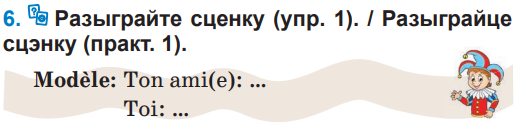 6. Разыграйте сценку (упр. 1). / Разыграйце
сцэнку (практ. 1).
Modèle: Ton ami(e): ...
Toi: ...